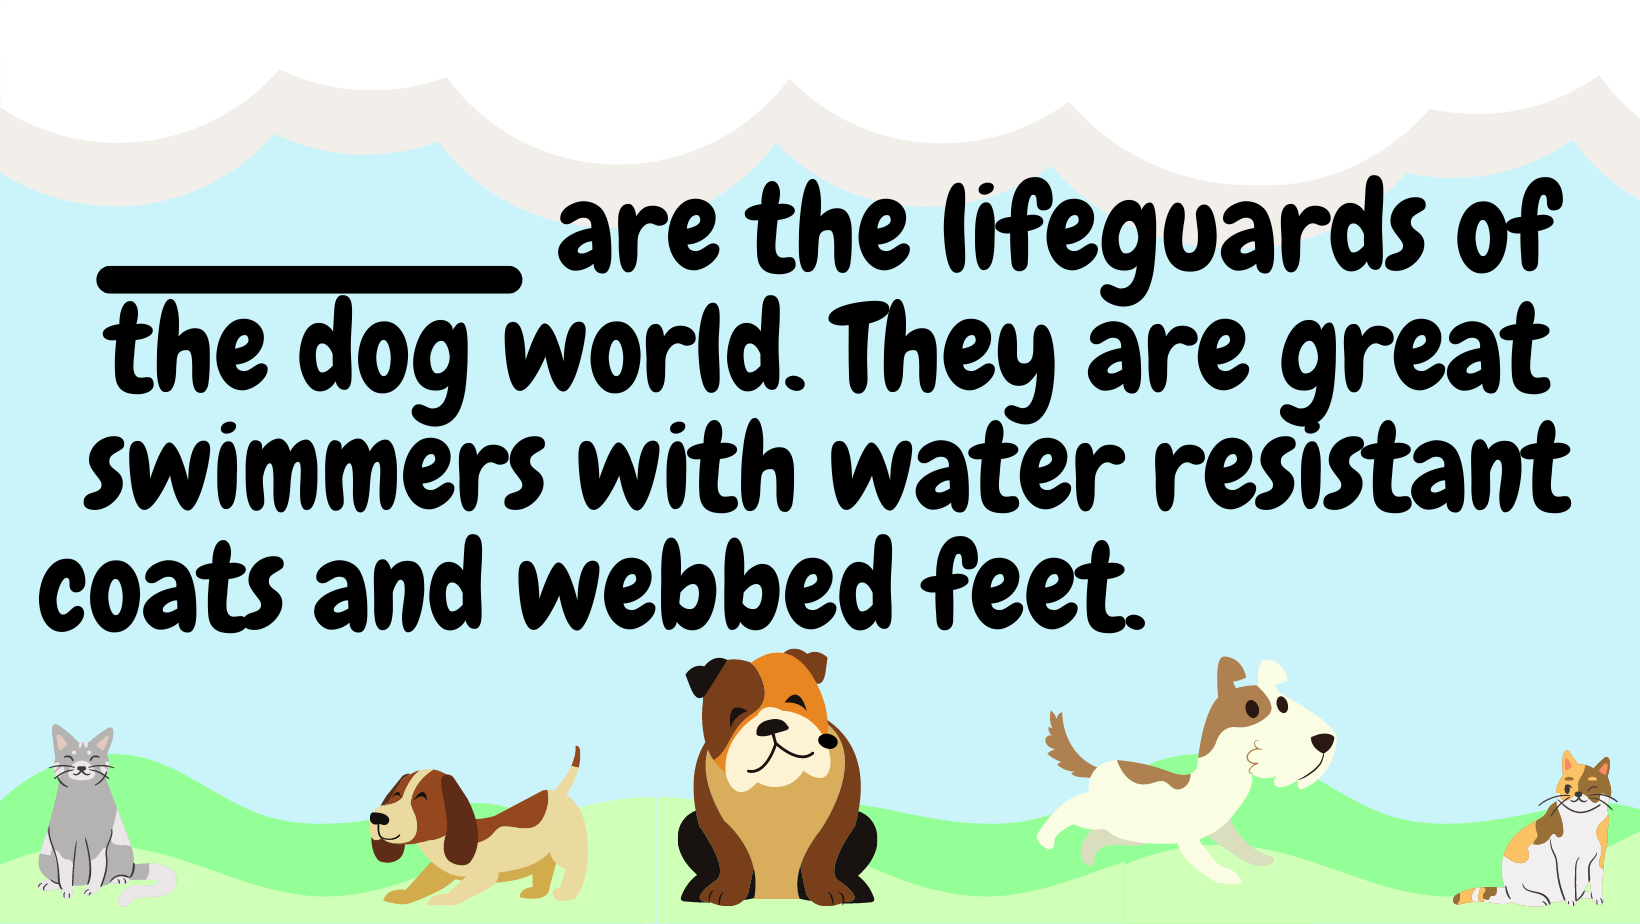 ________ are the lifeguards of
the dog world. They are great
swimmers with water resistant
coats and webbed feet.